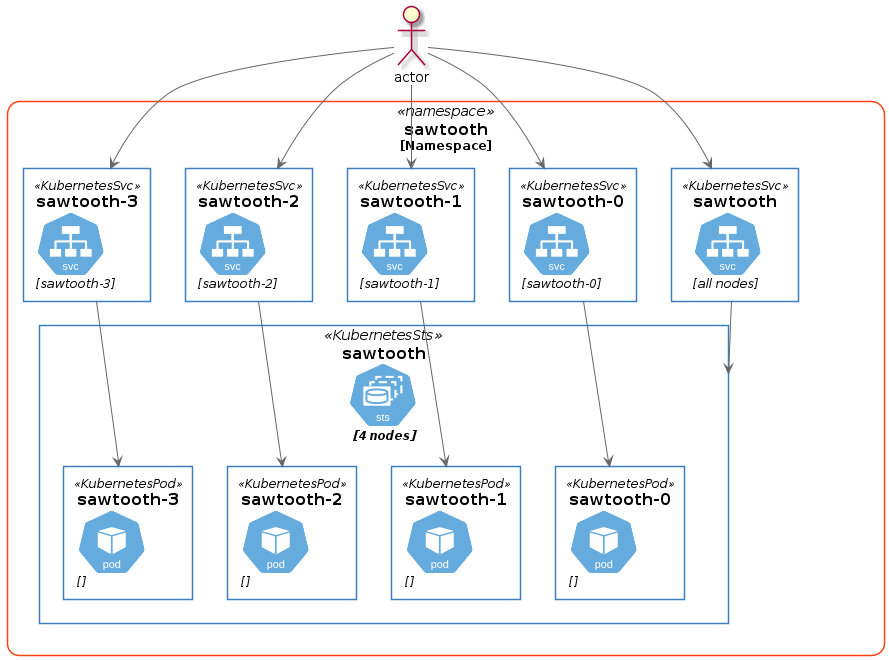 actor
«namespace»
sawtooth
[Namespace]
«KubernetesSvc»
sawtooth-3
svc
[sawtooth-3]
«KubernetesSvc»
sawtooth-2
svc
[sawtooth-2]
«KubernetesSvc»
sawtooth-1
svc
[sawtooth-1]
«KubernetesSvc»
sawtooth-0
svc
[sawtooth-0]
«KubernetesSvc»
sawtooth
svc
[all nodes]
«KubernetesSts»
sawtooth
sts
[4 nodes]
«KubernetesPod»
sawtooth-3
pod
[]
«KubernetesPod»
sawtooth-2
pod
[]
«KubernetesPod»
sawtooth-1
pod
[]
«KubernetesPod»
sawtooth-0
pod
[]